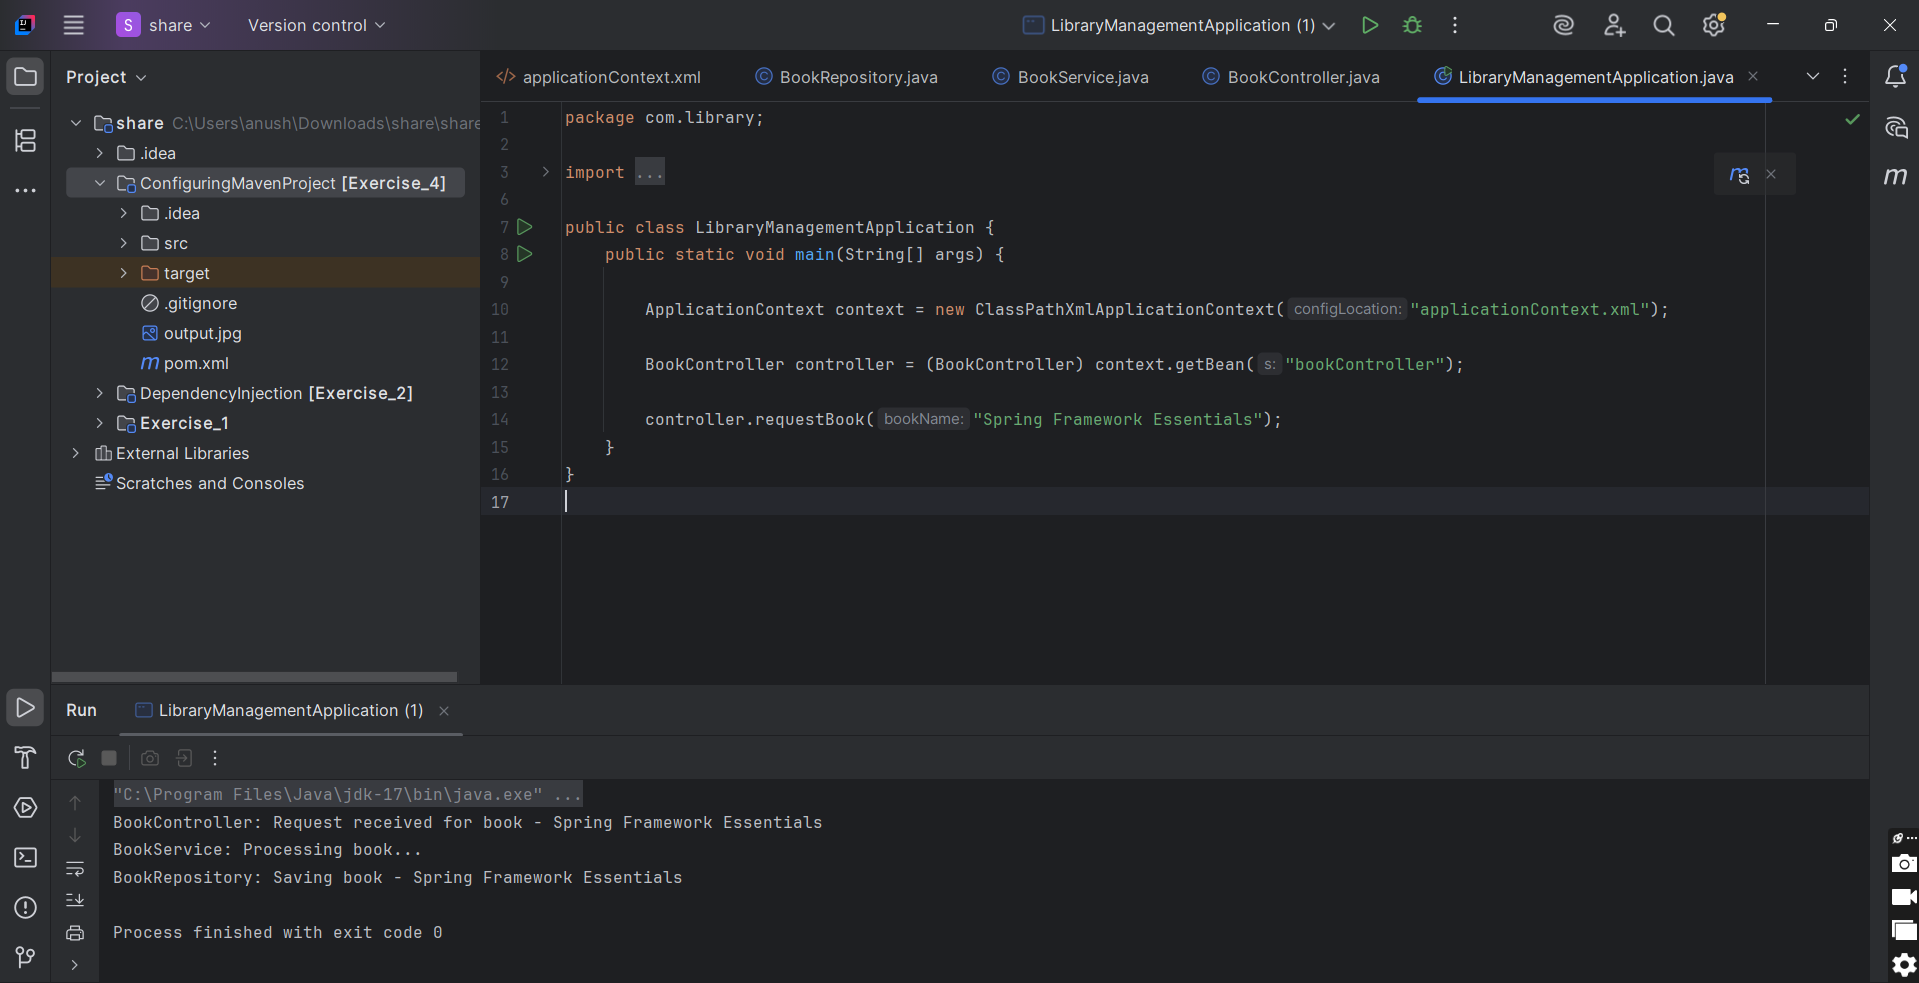 S share Version control LibraryManagementApplication (1)
Project
applicationContext.xml BookRepository.java BookService.java BookController.java LibraryManagementApplication.java
share C:\Users\anush\Downloads\share\share
.idea
ConfiguringMavenProject [Exercise_4]
.idea
src
target
.gitignore
output.jpg
m pom.xml
DependencyInjection [Exercise_2]
Exercise_1
External Libraries
Scratches and Consoles
1 package com.library;
2
3 import ...
6
7 public class LibraryManagementApplication {
8 public static void main(String[] args) {
9
10 ApplicationContext context = new ClassPathXmlApplicationContext( configLocation: "applicationContext.xml");
11
12 BookController controller = (BookController) context.getBean( s: "bookController");
13
14 controller.requestBook( bookName: "Spring Framework Essentials");
15 }
16 }
17
m
m
Run LibraryManagementApplication (1)
"C:\Program Files\Java\jdk-17\bin\java.exe" ...
BookController: Request received for book - Spring Framework Essentials
BookService: Processing book...
BookRepository: Saving book - Spring Framework Essentials
Process finished with exit code 0